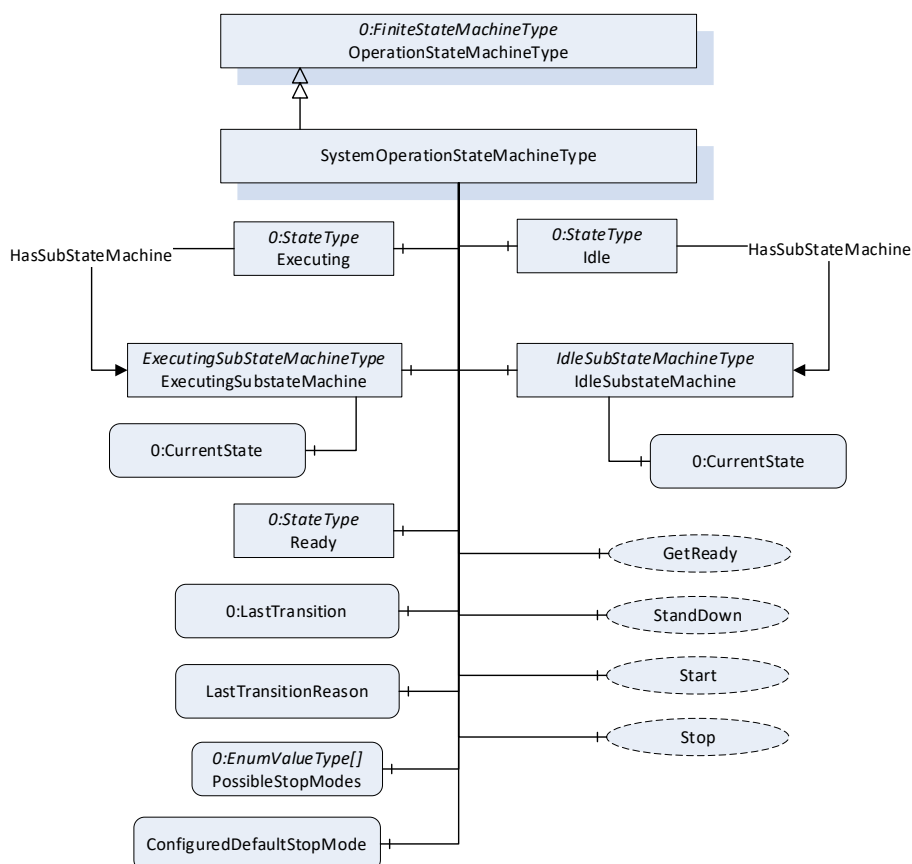 0:FiniteStateMachineType
OperationStateMachineType
SystemOperationStateMachineType
0:StateType
Executing
0:StateType
Idle
HasSubStateMachine
HasSubStateMachine
ExecutingSubStateMachineType
ExecutingSubstateMachine
IdleSubStateMachineType
IdleSubstateMachine
0:CurrentState
0:CurrentState
0:StateType
Ready
GetReady
0:LastTransition
StandDown
LastTransitionReason
Start
Stop
0:EnumValueType[]
PossibleStopModes
ConfiguredDefaultStopMode